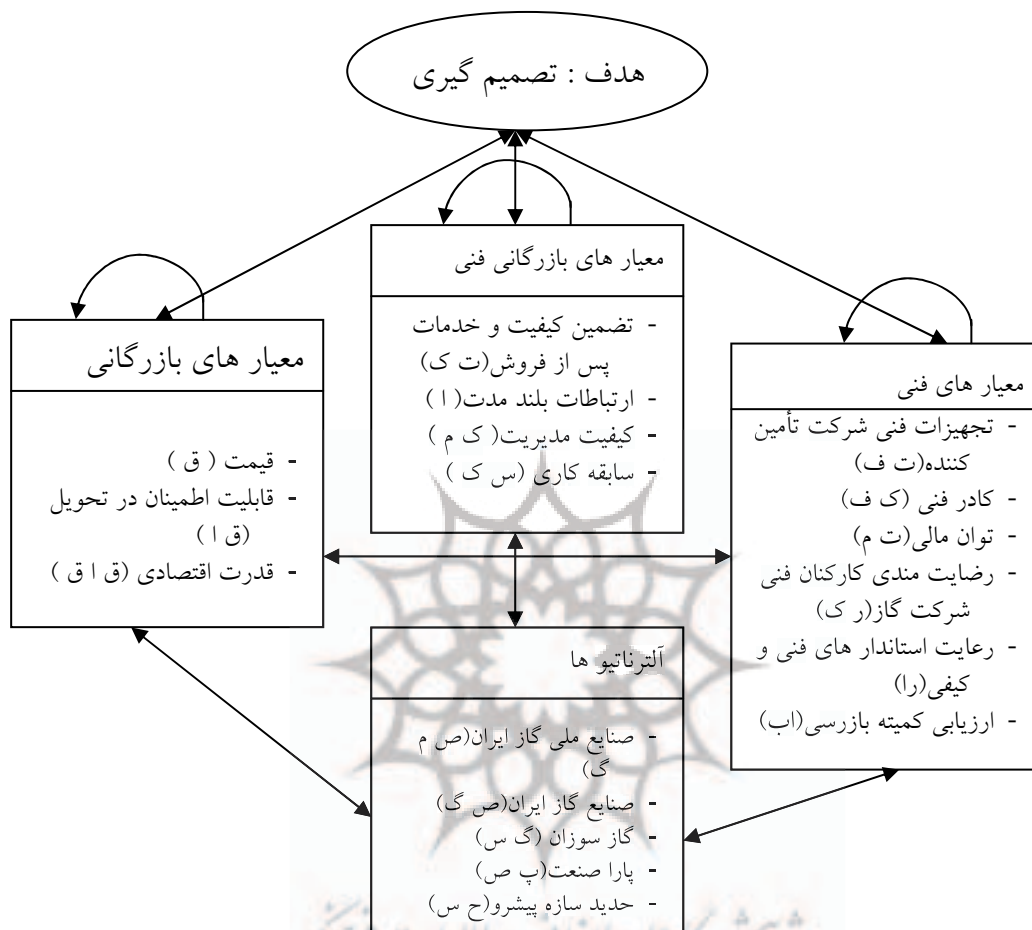 هدف : تصمیم گیری
معیار های بازرگانی فنی
- تضمین کیفیت و خدمات
پس از فروش(ت ک)
- ارتباطات بلند مدت( ا )
- کیفیت مدیریت( ک م )
- سابقه کاری (س ک )
معیار های فنی
- تجهیزات فنی شرکت تأمین
کننده(ت ف)
- کادر فنی (ک ف)
- توان مالی(ت م)
- رضایت مندی کارکنان فنی
شرکت گاز(ر ک)
- رعایت استاندار های فنی و
کیفی(را)
- ارزیابی کمیته بازرسی(اب)
معیار های بازرگانی
- قیمت ( ق )
- قابلیت اطمینان در تحویل
(ق ا )
- قدرت اقتصادی (ق ا ق )
آلترناتیو ها
- صنایع ملی گاز ایران(ص م
گ)
- صنایع گاز ایران(ص گ)
- گاز سوزان (گ س)
- پارا صنعت(پ ص)
- حدید سازه پیشرو(ح س)